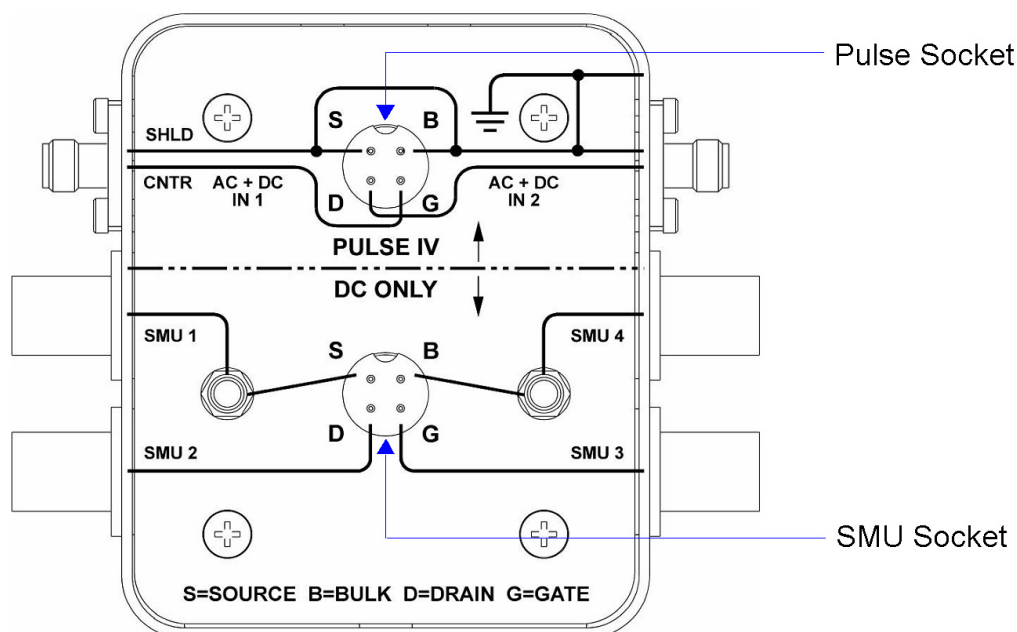 Pulse Socket
S B
SHLD
CNTR AC + DC IN 1 AC + DC IN 2
D G
PULSE IV
DC ONLY
SMU 1 SMU 4
S B
D G
SMU 2 SMU 3
SMU Socket
S=SOURCE B=BULK D=DRAIN G=GATE